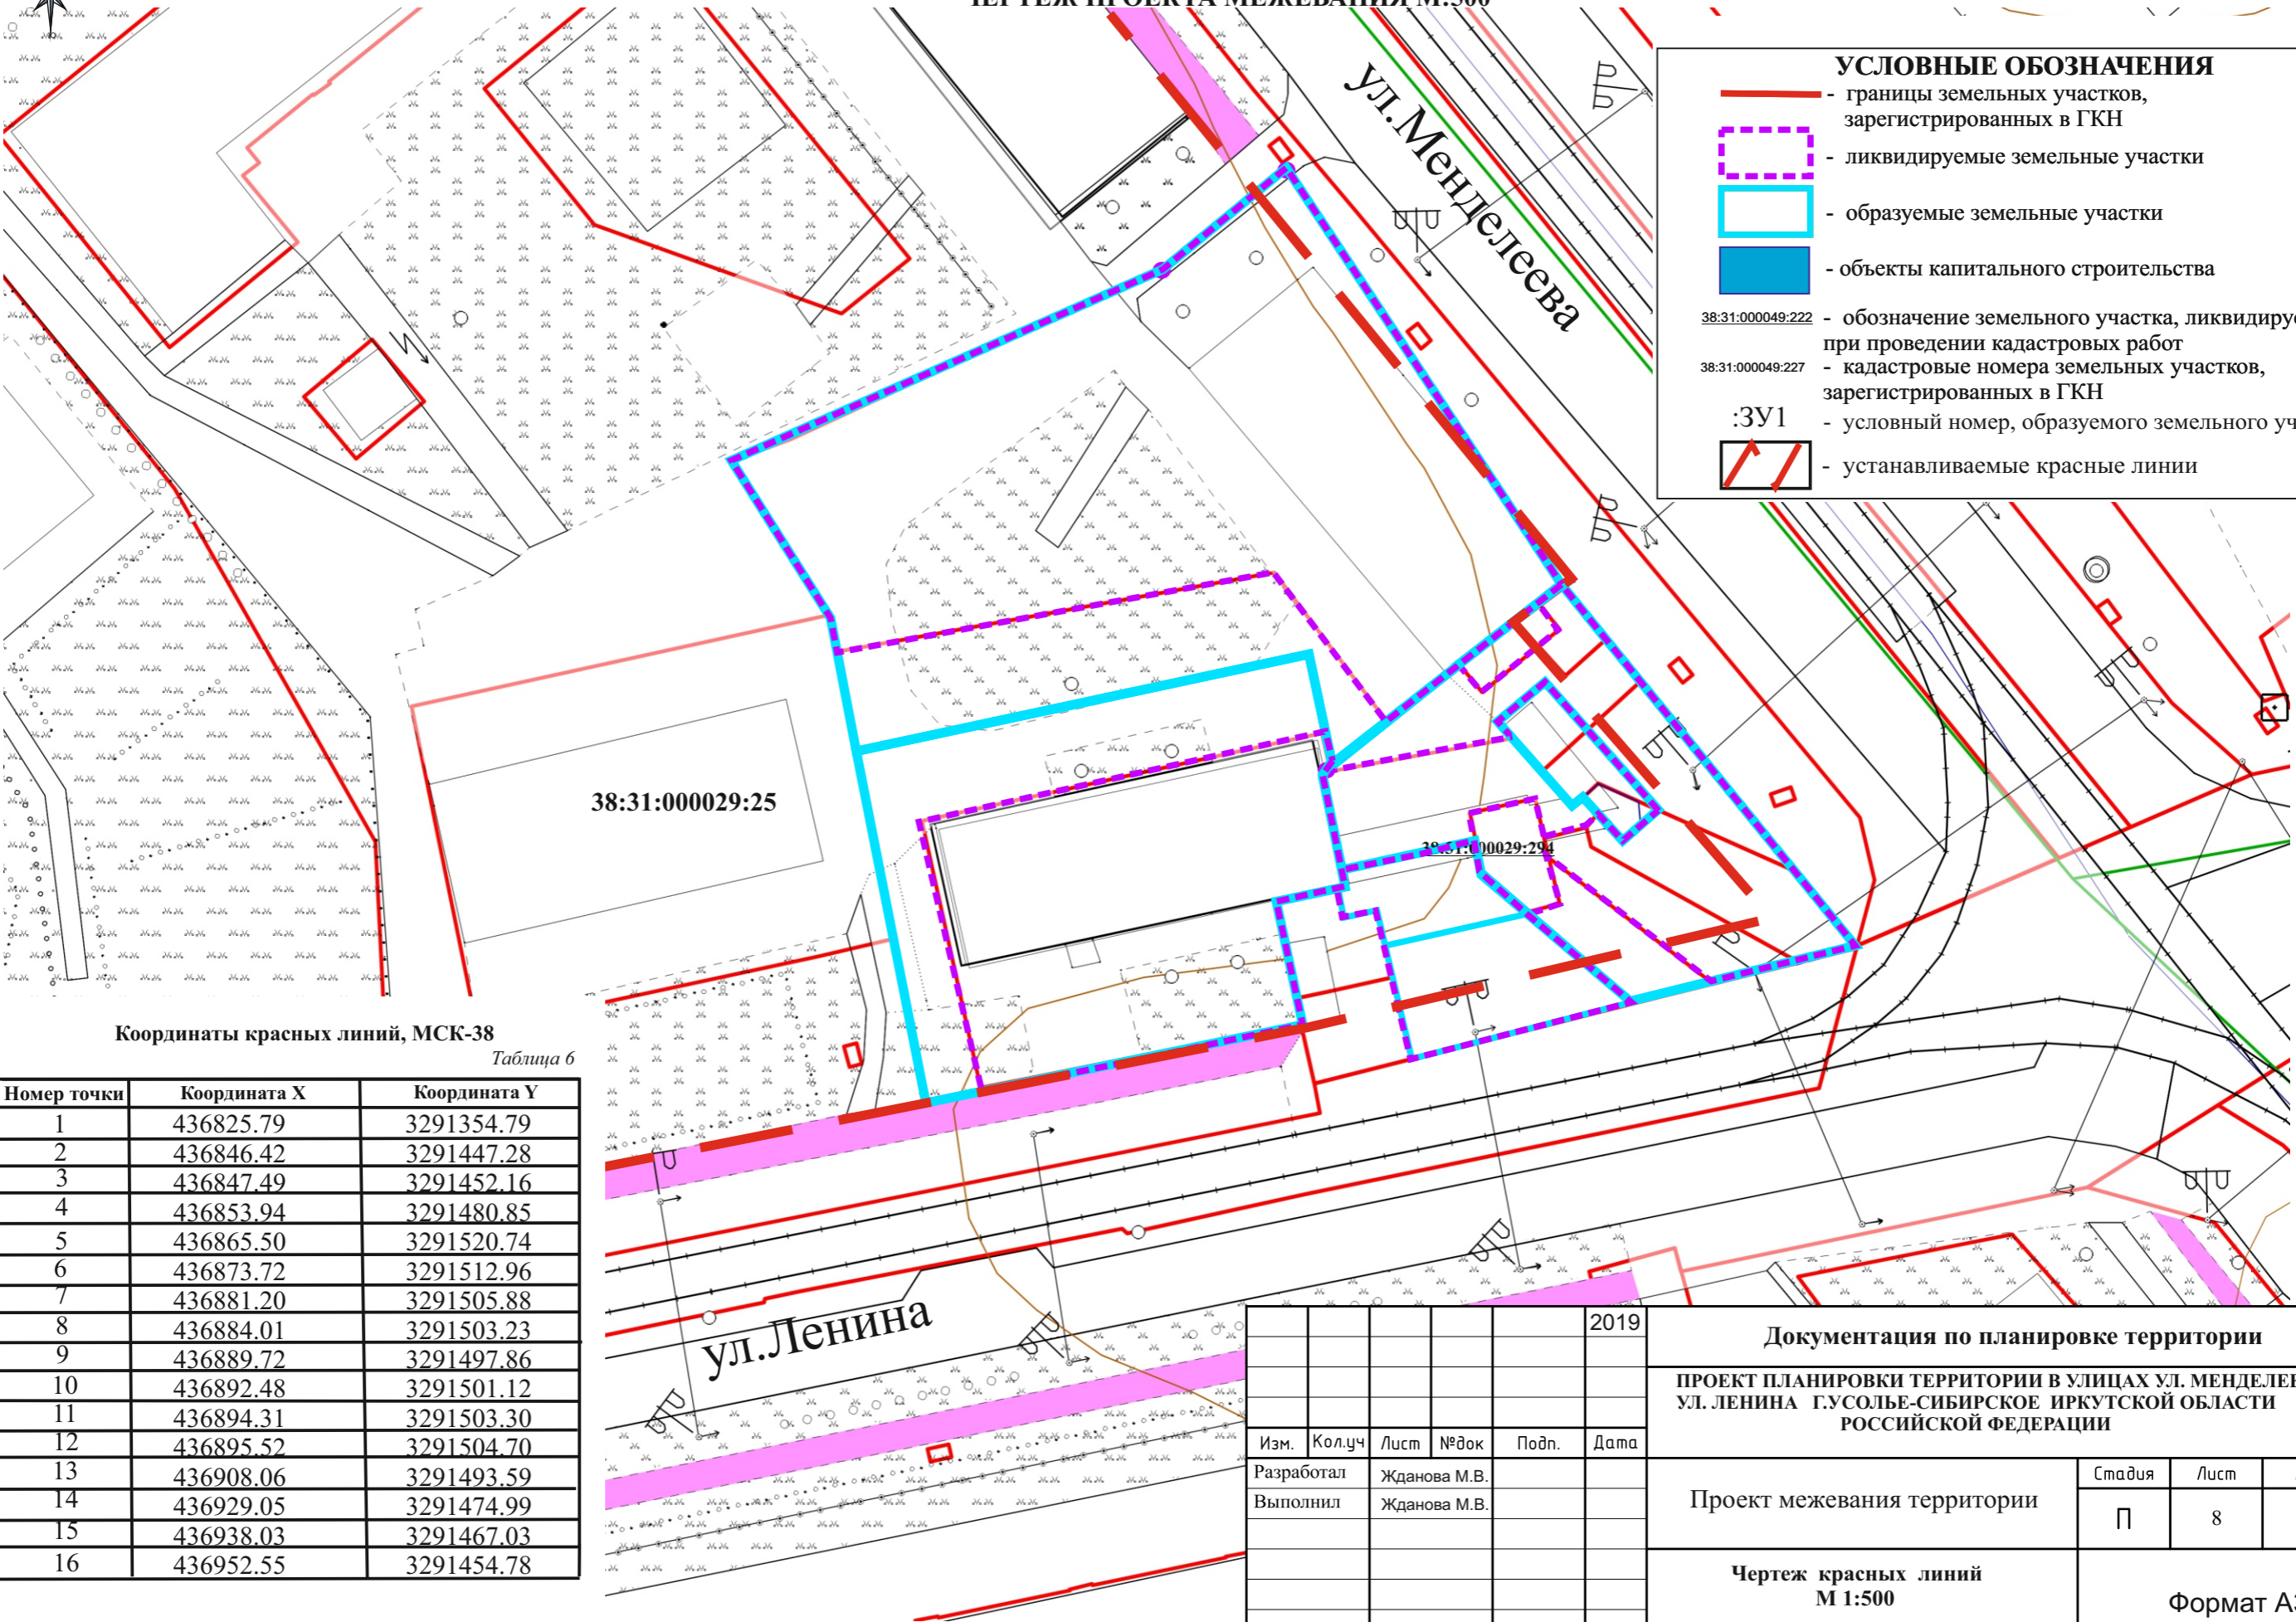 ЧЕРТЕЖ ПРОЕКТА МЕЖЕВАНИЯ М:500
ул.Менделеева
УСЛОВНЫЕ ОБОЗНАЧЕНИЯ
- границы земельных участков,
зарегистрированных в ГКН
- ликвидируемые земельные участки
- образуемые земельные участки
- объекты капитального строительства
38:31:000049:222 - обозначение земельного участка,
при проведении кадастровых работ
38:31:000049:227 - кадастровые номера земельных участков,
зарегистрированных в ГКН
:ЗУ1 - условный номер, образуемого земельного
- устанавливаемые красные линии
38:31:000029:25
38:31:000029:294
Координаты красных линий, МСК-38
Таблица 6
Номер точки Координата X Координата Y
1 436825.79 3291354.79
2 436846.42 3291447.28
3 436847.49 3291452.16
4 436853.94 3291480.85
5 436865.50 3291520.74
6 436873.72 3291512.96
7 436881.20 3291505.88
8 436884.01 3291503.23
9 436889.72 3291497.86
10 436892.48 3291501.12
11 436894.31 3291503.30
12 436895.52 3291504.70
13 436908.06 3291493.59
14 436929.05 3291474.99
15 436938.03 3291467.03
16 436952.55 3291454.78
ул.Ленина
2019
Изм. Кол.уч Лист №док Подп. Дата
Разработал Жданова М.В.
Выполнил Жданова М.В.
Документация по планировке территории
ПРОЕКТ ПЛАНИРОВКИ ТЕРРИТОРИИ В УЛИЦАХ УЛ.
УЛ. ЛЕНИНА Г.УСОЛЬЕ-СИБИРСКОЕ ИРКУТСКОЙ ОБЛАСТИ
РОССИЙСКОЙ ФЕДЕРАЦИИ
Проект межевания территории
Стадия Лист
П 8
Чертеж красных линий
М 1:500
Формат